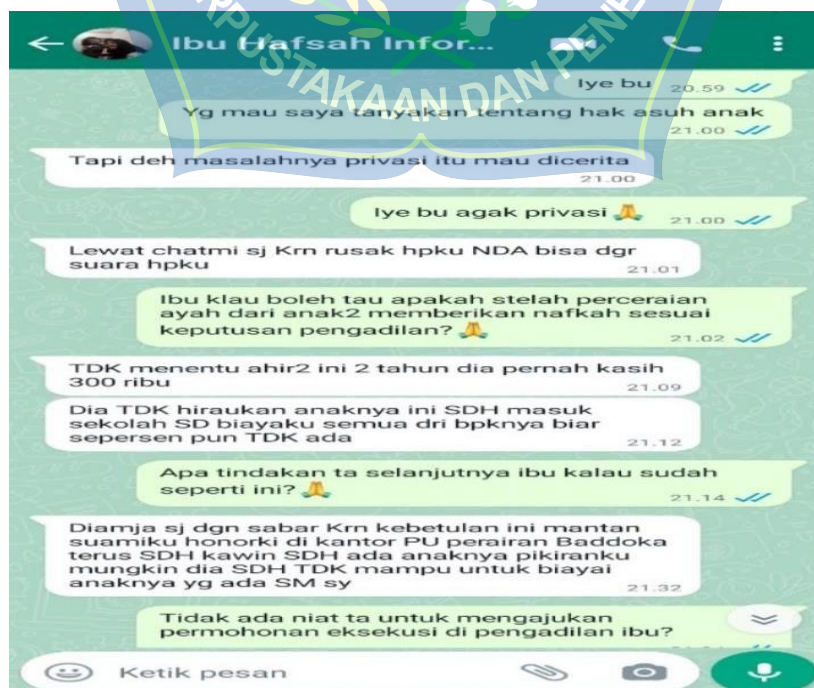 PERPUSTAKAAN DAN PENE
Ibu Hafsah Infor...
Iye bu 20.59
Yg mau saya tanyakan tentang hak asuh anak
21.00
Tapi deh masalahnya privasi itu mau dicerita
21.00
Iye bu agak privasi 🙏 21.00
Lewat chatmi sj Krn rusak hpku NDA bisa dgr
suara hpku
21.01
Ibu klau boleh tau apakah stelah perceraian
ayah dari anak2 memberikan nafkah sesuai
keputusan pengadilan? 🙏
21.02
TDK menentu ahir2 ini 2 tahun dia pernah kasih
300 ribu
21.09
Dia TDK hiraukan anaknya ini SDH masuk
sekolah SD biayaku semua dri bpknya biar
sepersen pun TDK ada
21.12
Apa tindakan ta selanjutnya ibu kalau sudah
seperti ini? 🙏
21.14
Diamja sj dgn sabar Krn kebetulan ini mantan
suamiku honorki di kantor PU perairan Baddoka
terus SDH kawin SDH ada anaknya pikiranku
mungkin dia SDH TDK mampu untuk biayai
anaknya yg ada SM sy
21.32
Tidak ada niat ta untuk mengajukan
permohonan eksekusi di pengadilan ibu?
Ketik pesan